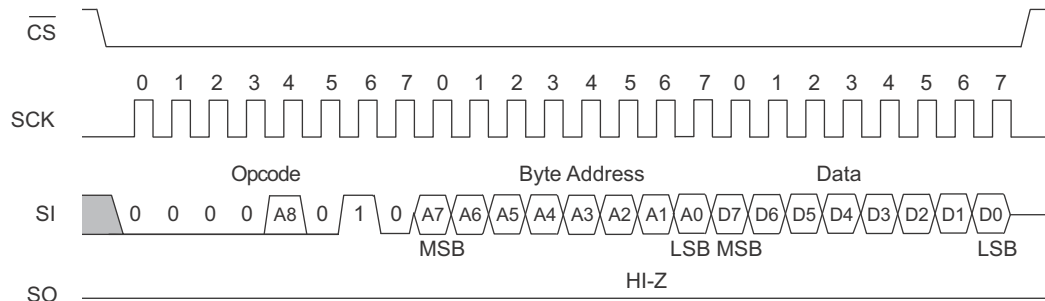 CS
0 1 2 3 4 5 6 7 0 1 2 3 4 5 6 7 0 1 2 3 4 5 6 7
SCK
Opcode Byte Address Data
SI 0 0 0 0 A8 0 1 0 A7 A6 A5 A4 A3 A2 A1 A0 D7 D6 D5 D4 D3 D2 D1 D0
MSB LSB MSB LSB
HI-Z
SO